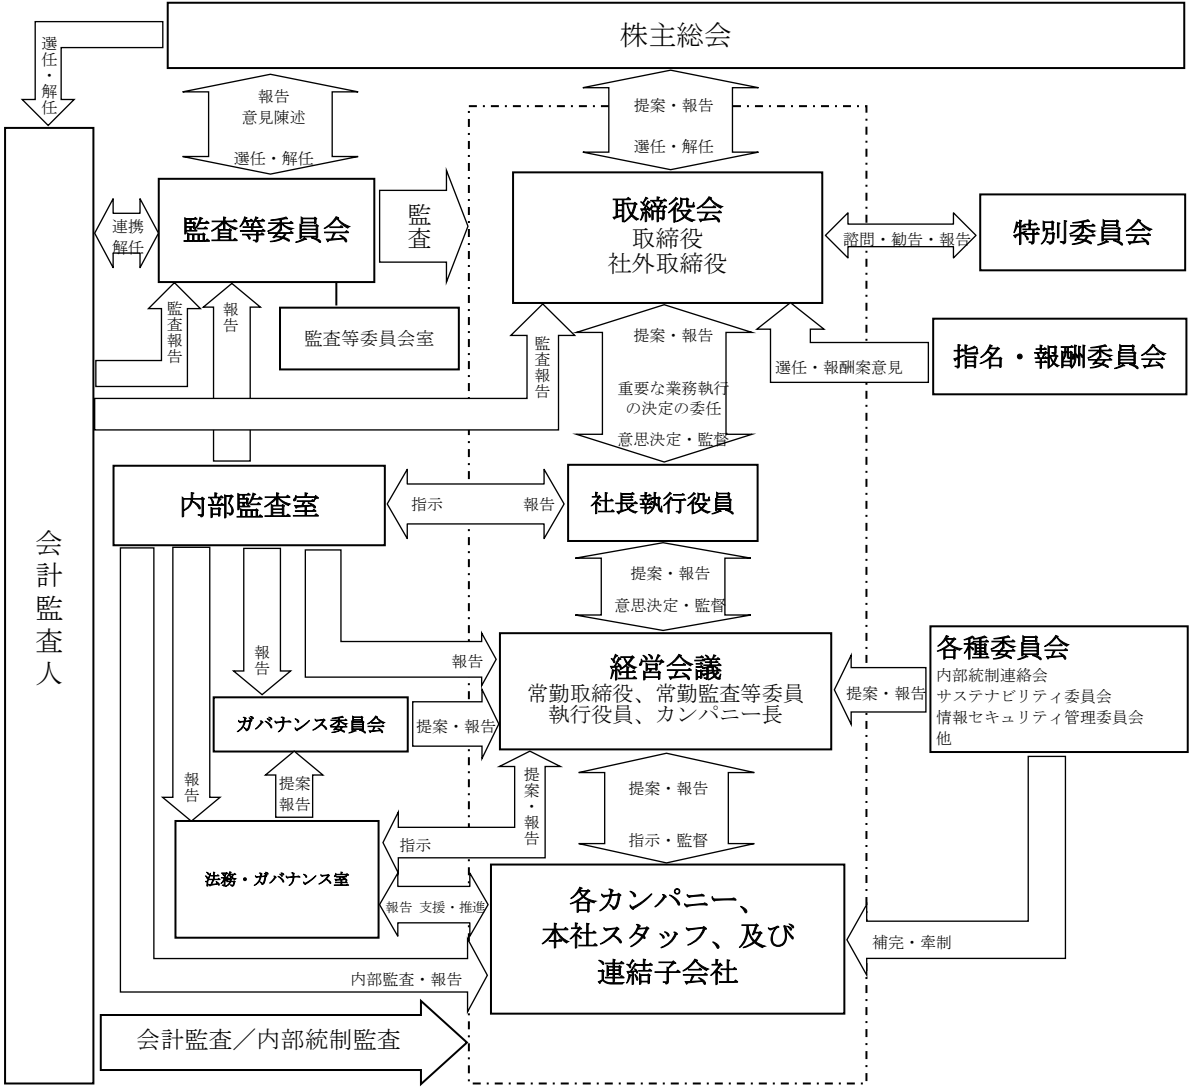 株主総会
選任・解任
報告
意見陳述
選任・解任
提案・報告
選任・解任
監査等委員会
監査
取締役会
取締役
社外取締役
特別委員会
連携
解任
諮問・勧告・報告
監査報告
報告
監査等委員会室
監査報告
提案・報告
重要な業務執行
の決定の委任
意思決定・監督
選任・報酬案意見
指名・報酬委員会
内部監査室
指示
報告
社長執行役員
会計監査人
提案・報告
意思決定・監督
報告
報告
経営会議
常勤取締役、常勤監査等委員
執行役員、カンパニー長
提案・報告
各種委員会
内部統制連絡会
サステナビリティ委員会
情報セキュリティ管理委員会
他
ガバナンス委員会
提案・報告
報告
提案
報告
提案・報告
指示
提案・報告
指示・監督
法務・ガバナンス室
報告 支援・推進
各カンパニー、
本社スタッフ、及び
連結子会社
補完・牽制
内部監査・報告
会計監査／内部統制監査